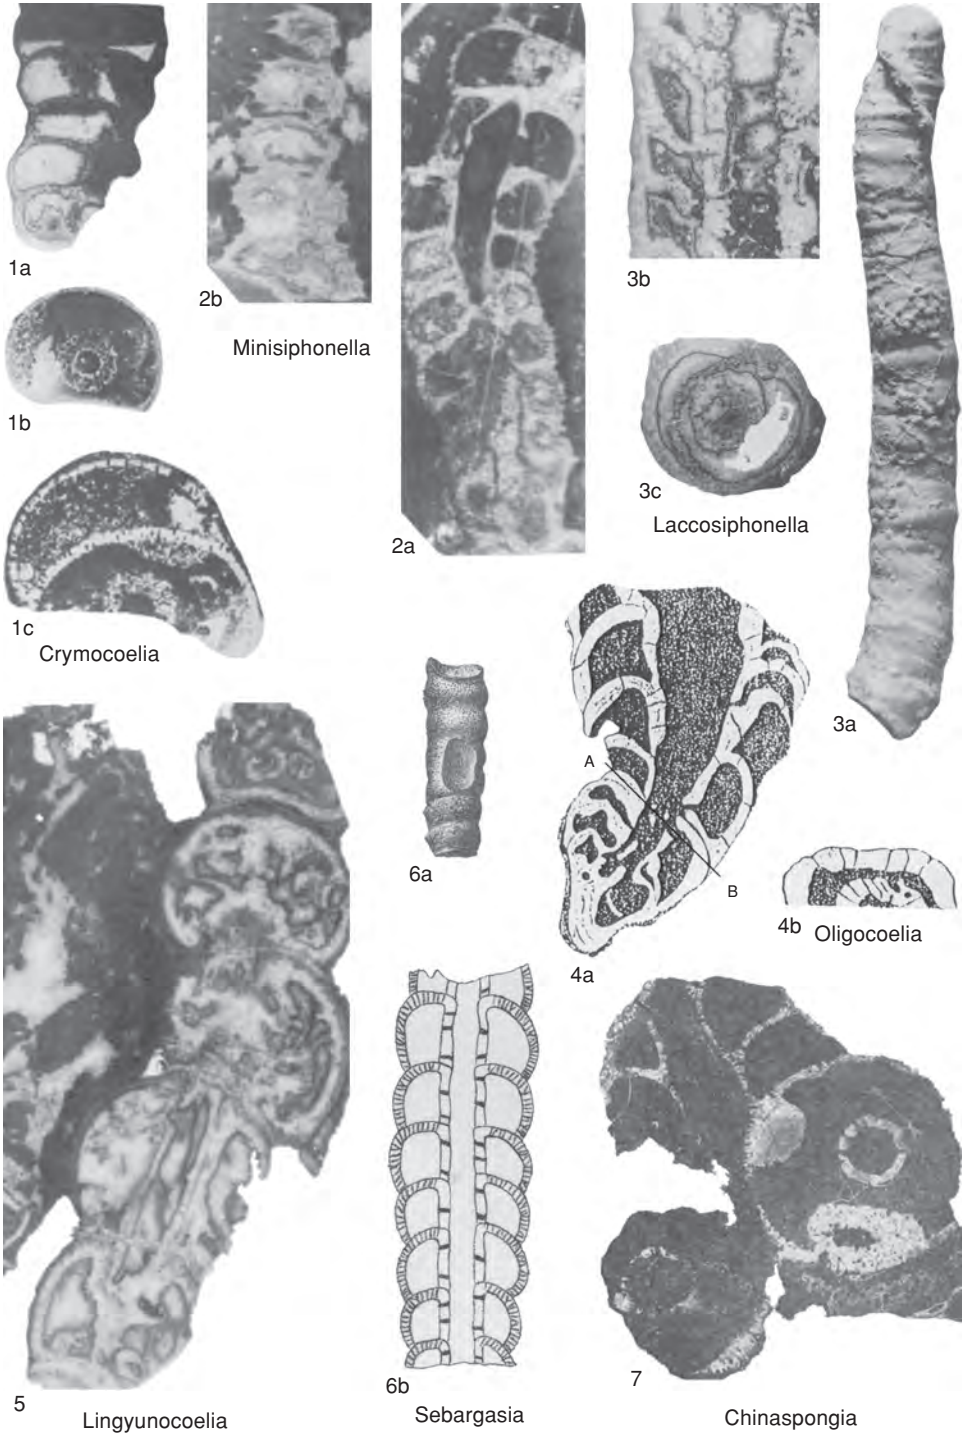 1a
2b
Minisiphonella
1b
1c
Crymocoelia
2a
3b
3c
Laccosiphonella
3a
6a
A
B
4a
4b
Oligocoelia
5
Lingyunocoelia
6b
Sebargasia
7
Chinaspongia